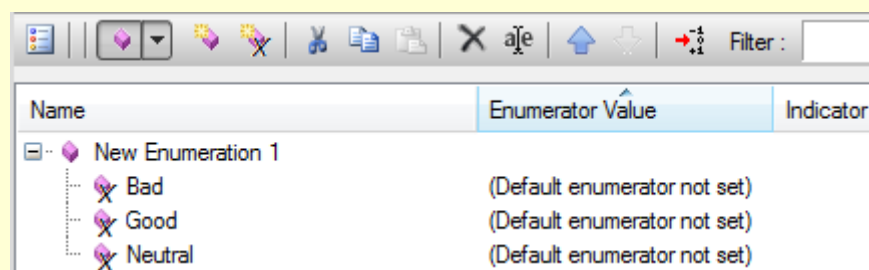 Filter :
Name Enumerator Value Indicator
New Enumeration 1
Bad (Default enumerator not set)
Good (Default enumerator not set)
Neutral (Default enumerator not set)